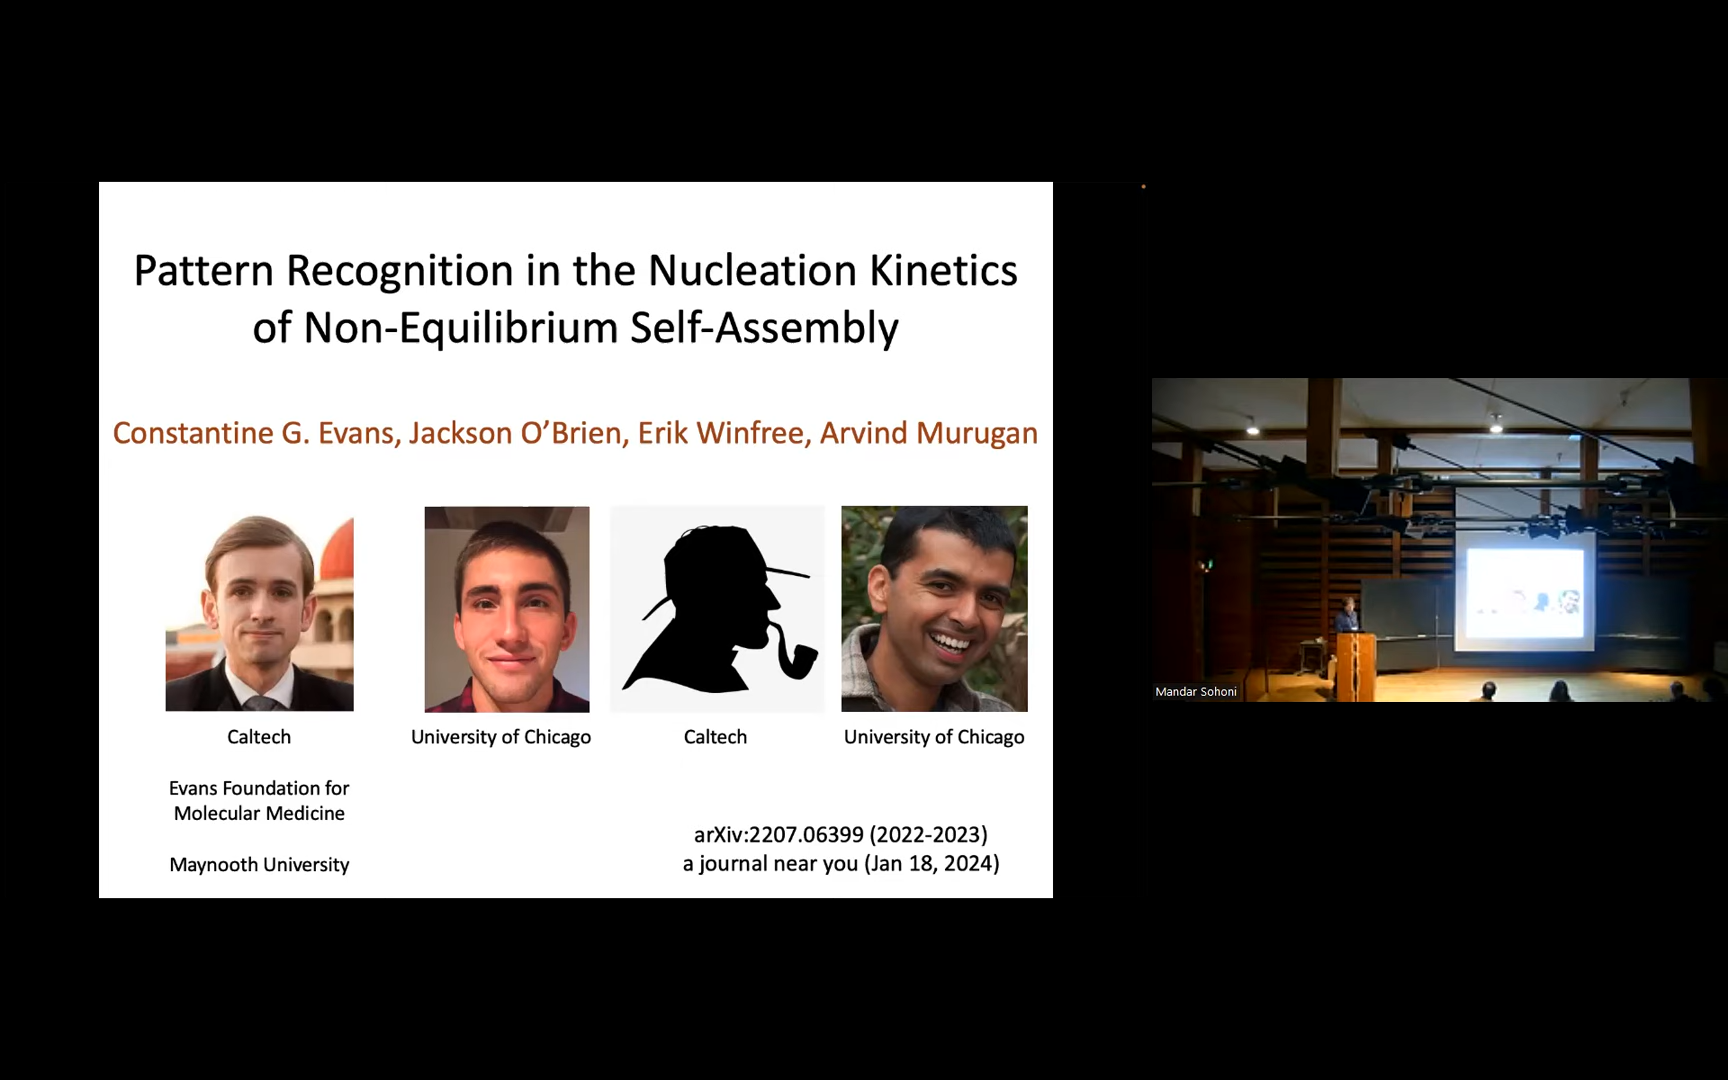 Pattern Recognition in the Nucleation Kinetics
of Non-Equilibrium Self-Assembly
Constantine G. Evans, Jackson O’Brien, Erik Winfree, Arvind Murugan
Caltech
University of Chicago
Caltech
University of Chicago
Evans Foundation for
Molecular Medicine
Maynooth University
arXiv:2207.06399 (2022-2023)
a journal near you (Jan 18, 2024)
Mandar Sohoni